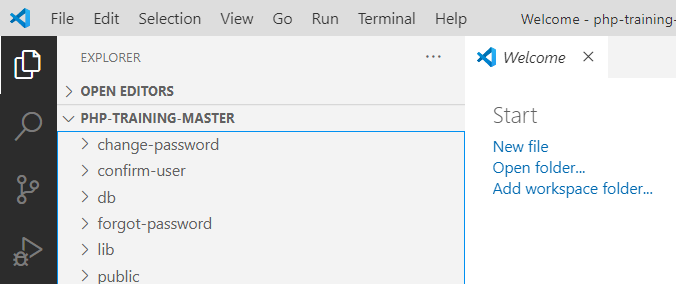 File Edit Selection View Go Run Terminal Help Welcome - php-training-
EXPLORER ...
Welcome
OPEN EDITORS
PHP-TRAINING-MASTER
change-password
confirm-user
db
forgot-password
lib
public
Start
New file
Open folder...
Add workspace folder...